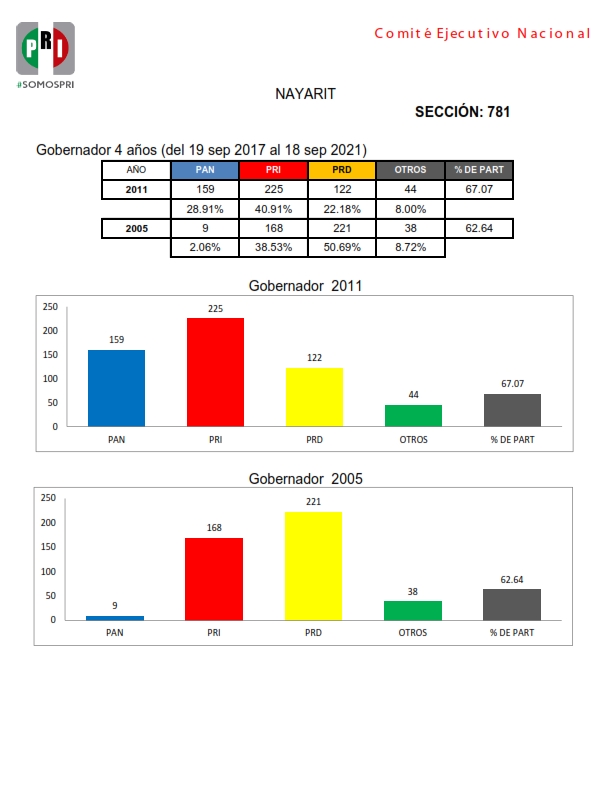 Comité Ejecutivo Nacional
PRI
#SOMOSPRI
NAYARIT
SECCIÓN: 781
Gobernador 4 años (del 19 sep 2017 al 18 sep 2021)
AÑO PAN PRI PRD OTROS % DE PART
2011 159 225 122 44 67.07
28.91% 40.91% 22.18% 8.00%
2005 9 168 221 38 62.64
2.06% 38.53% 50.69% 8.72%
Gobernador 2011
250
200
150
100
50
0
159
225
122
44
67.07
PAN PRI PRD OTROS % DE PART
Gobernador 2005
250
200
150
100
50
0
9
168
221
38
62.64
PAN PRI PRD OTROS % DE PART